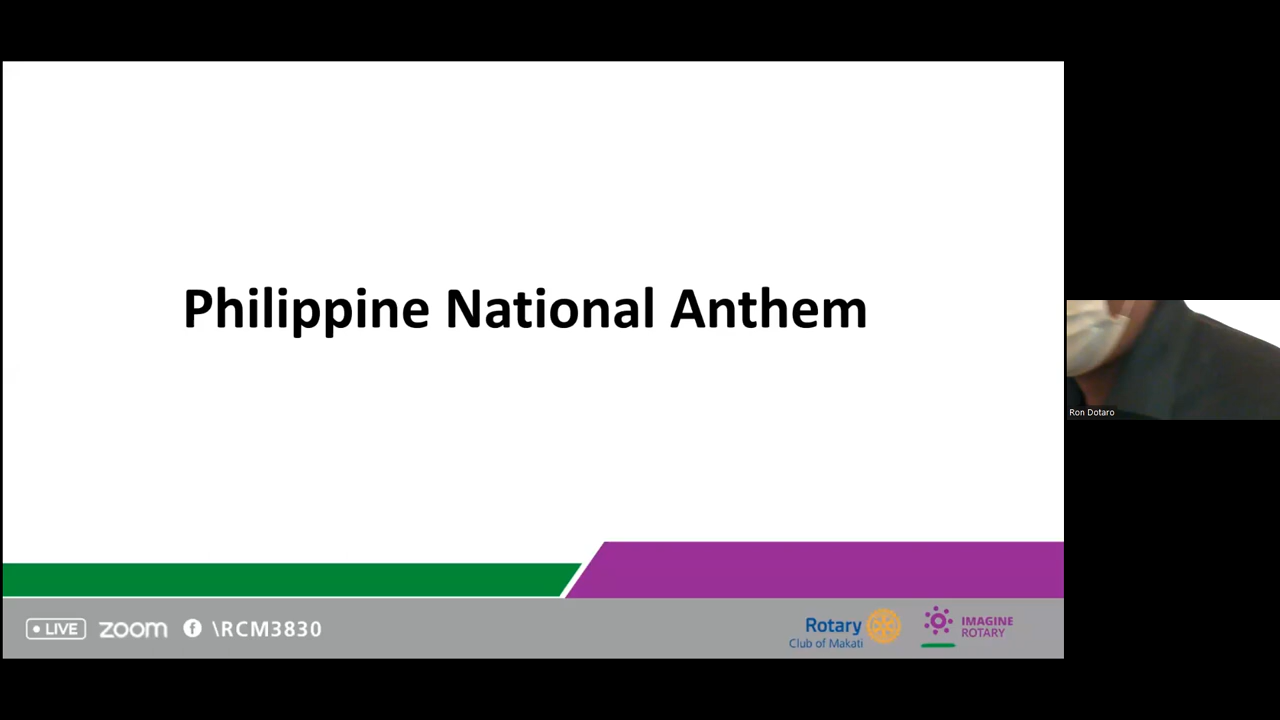 Philippine National Anthem
Ron Dotaro
LIVE zoom f \RCM3830
Rotary
Club of Makati
IMAGINE
ROTARY